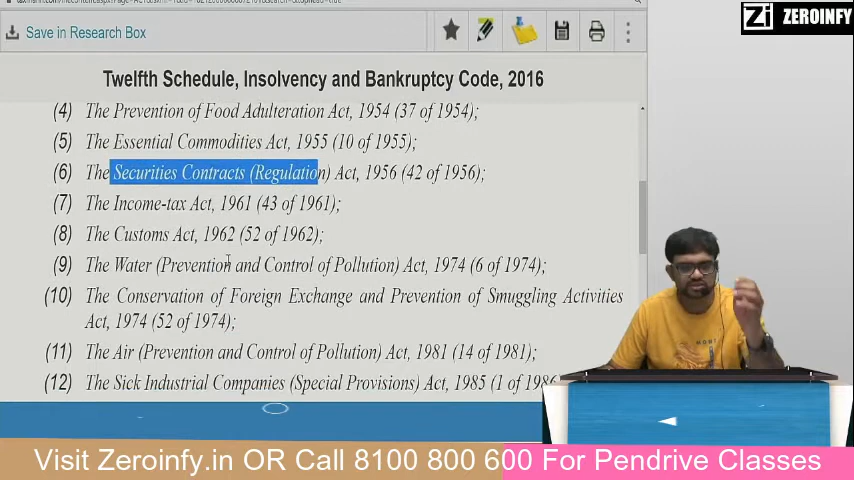 Zi ZEROINFY
Save in Research Box
Twelfth Schedule, Insolvency and Bankruptcy Code, 2016
(4) The Prevention of Food Adulteration Act, 1954 (37 of 1954);
(5) The Essential Commodities Act, 1955 (10 of 1955);
(6) The Securities Contracts (Regulation) Act, 1956 (42 of 1956);
(7) The Income-tax Act, 1961 (43 of 1961);
(8) The Customs Act, 1962 (52 of 1962);
(9) The Water (Prevention and Control of Pollution) Act, 1974 (6 of 1974);
(10) The Conservation of Foreign Exchange and Prevention of Smuggling Activities
Act, 1974 (52 of 1974);
(11) The Air (Prevention and Control of Pollution) Act, 1981 (14 of 1981);
(12) The Sick Industrial Companies (Special Provisions) Act, 1985 (1 of 1986
Visit Zeroinfy.in OR Call 8100 800 600 For Pendrive Classes